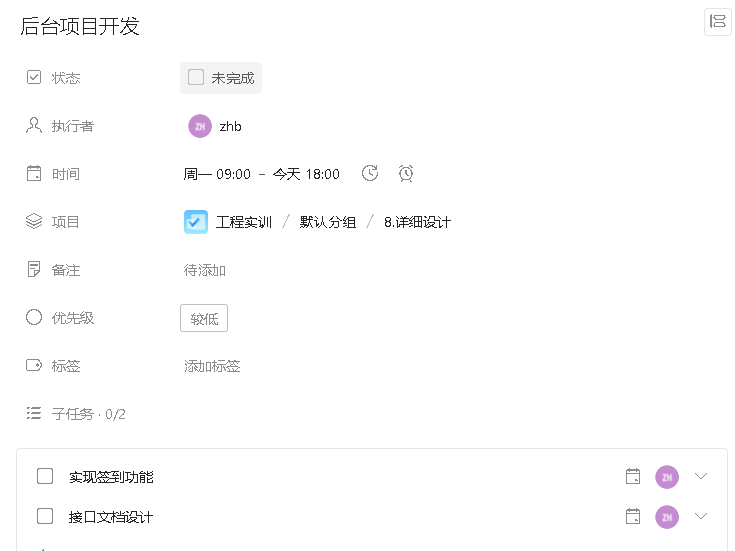 后台项目开发
状态 未完成
执行者 ZH zhb
时间 周一 09:00 – 今天 18:00
项目 工程实训 / 默认分组 / 8.详细设计
备注 待添加
优先级 较低
标签 添加标签
子任务 · 0/2
实现签到功能 ZH
接口文档设计 ZH